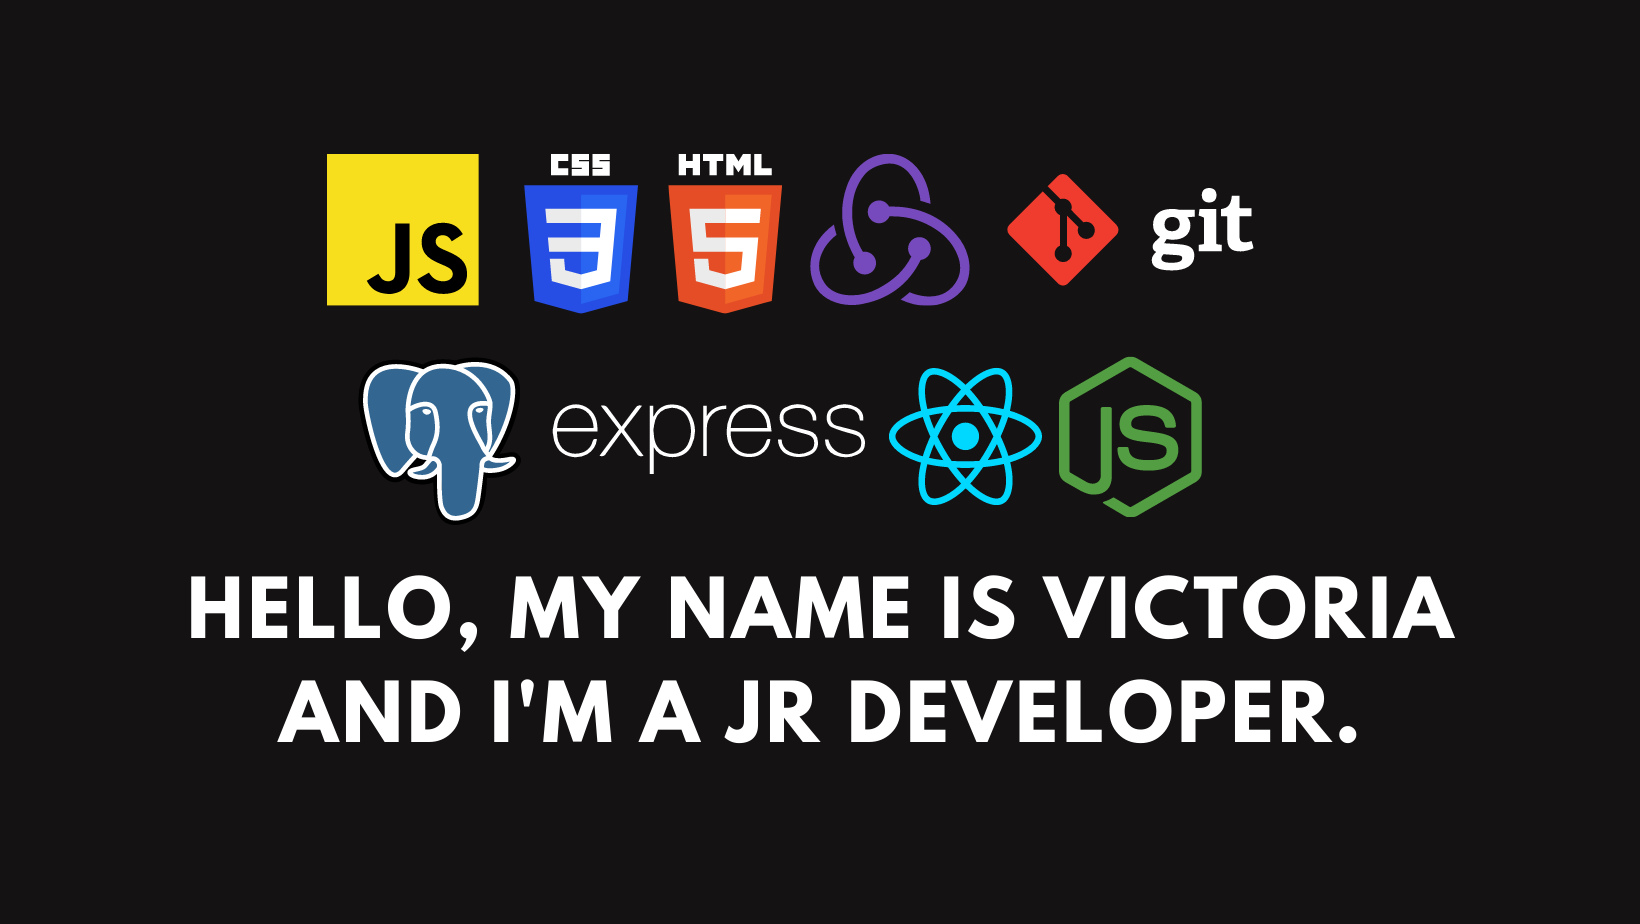 CSS HTML
JS 3 5 git
express JS
HELLO, MY NAME IS VICTORIA
AND I'M A JR DEVELOPER.